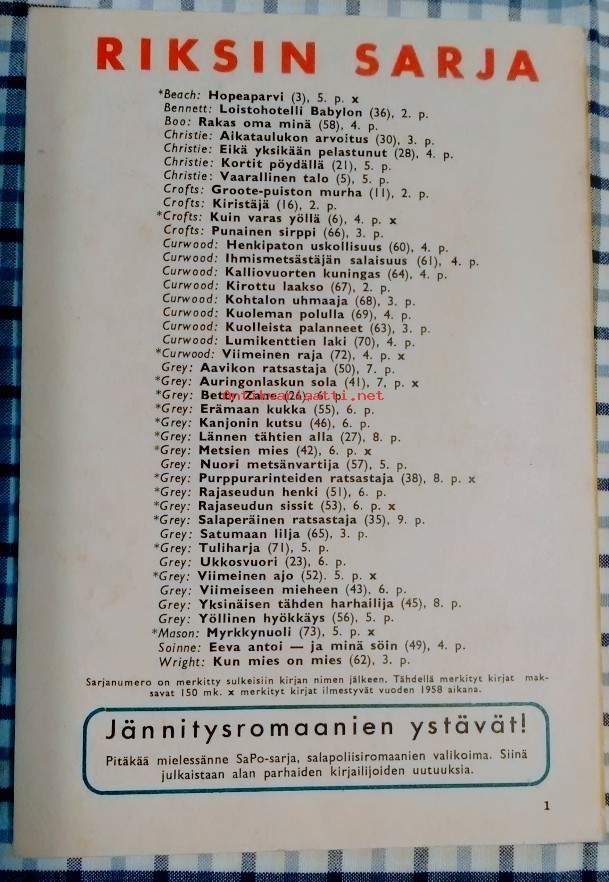 RIKSIN SARJA
*Beach: Hopeaparvi (3), 5. p. x
Bennett: Loistohotelli Babylon (36), 2. p.
Boo: Rakas oma minä (58), 4. p.
Christie: Aikataulukon arvoitus (30), 3. p.
Christie: Eikä yksikään pelastunut (28), 4. p.
Christie: Kortit pöydällä (21), 5. p.
Christie: Vaarallinen talo (5), 5. p.
Crofts: Groote-puiston murha (11), 2. p.
Crofts: Kiristäjä (16), 2. p.
*Crofts: Kuin varas yöllä (6), 4. p. x
Crofts: Punainen sirppi (66), 3. p.
Curwood: Henkipaton uskollisuus (60), 4. p.
Curwood: Ihmismetsästäjän salaisuus (61), 4. p.
Curwood: Kalliovuorten kuningas (64), 4. p.
Curwood: Kirottu laakso (67), 2. p.
Curwood: Kohtalon uhmaaja (68), 3. p.
Curwood: Kuoleman polulla (69), 4. p.
Curwood: Kuolleista palanneet (63), 3. p.
Curwood: Lumikenttien laki (70), 4. p.
*Curwood: Viimeinen raja (72), 4. p. x
Grey: Aavikon ratsastaja (50), 7. p.
*Grey: Auringonlaskun sola (41), 7, p. x
*Grey: Betty Zane (26), 6. p.
*Grey: Erämaan kukka (55), 6. p.
*Grey: Kanjonin kutsu (46), 6. p.
*Grey: Lännen tähtien alla (27), 8. p.
*Grey: Metsien mies (42), 6. p. x
Grey: Nuori metsänvartija (57), 5. p.
*Grey: Purppurarinteiden ratsastaja (38), 8. p. x
*Grey: Rajaseudun henki (51), 6. p.
*Grey: Rajaseudun sissit (53), 6. p. x
*Grey: Salaperäinen ratsastaja (35), 9. p.
Grey: Satumaan lilja (65), 3. p.
*Grey: Tuliharja (71), 5. p.
Grey: Ukkosvuori (23), 6. p.
*Grey: Viimeinen ajo (52). 5. p. x
Grey: Viimeiseen mieheen (43), 6. p.
Grey: Yksinäisen tähden harhailija (45), 8. p.
Grey: Yöllinen hyökkäys (56), 5. p.
*Mason: Myrkkynuoli (73), 5. p. x
Soinne: Eeva antoi — ja minä söin (49), 4. p.
Wright: Kun mies on mies (62), 3. p.
Sarjanumero on merkitty sulkeisiin kirjan nimen jälkeen. Tähdellä merkityt kirjat mak-
savat 150 mk. x merkityt kirjat ilmestyvät vuoden 1958 aikana.
Jännitysromaanien ystävät!
Pitäkää mielessänne SaPo-sarja, salapoliisiromaanien valikoima. Siinä
julkaistaan alan parhaiden kirjailijoiden uutuuksia.
1